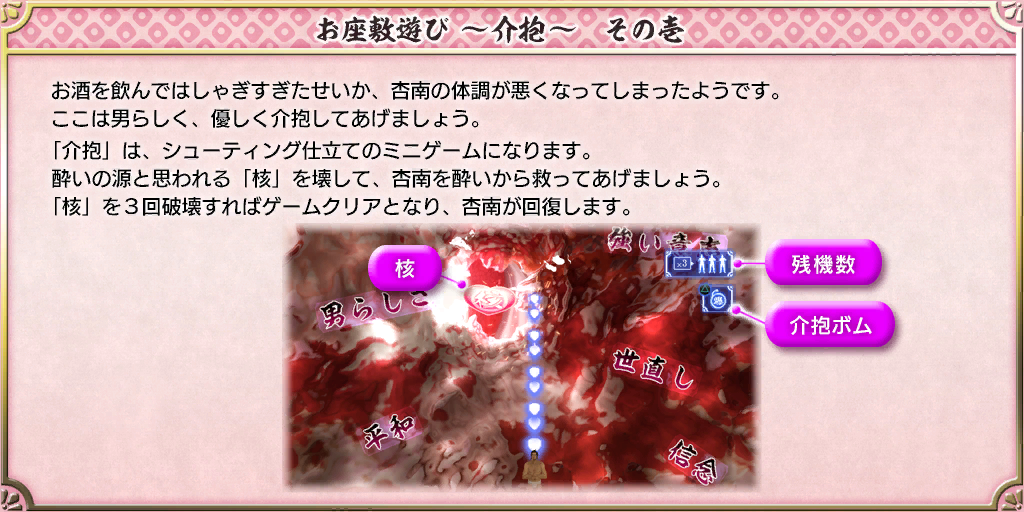 お座敷遊び ～介抱～　その壱
お酒を飲んではしゃぎすぎたせいか、杏南の体調が悪くなってしまったようです。
ここは男らしく、優しく介抱してあげましょう。
「介抱」は、シューティング仕立てのミニゲームになります。
酔いの源と思われる「核」を壊して、杏南を酔いから救ってあげましょう。
「核」を３回破壊すればゲームクリアとなり、杏南が回復します。
強い意志
核
×3
残機数
核
男らしさ
介抱ボム
世直し
平和
信念